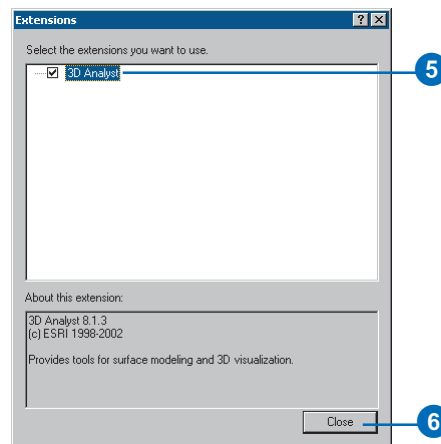 Extensions
Select the extensions you want to use.
3D Analyst
5
About this extension:
3D Analyst 8.1.3
(c) ESRI 1998-2002
Provides tools for surface modeling and 3D visualization.
Close
6